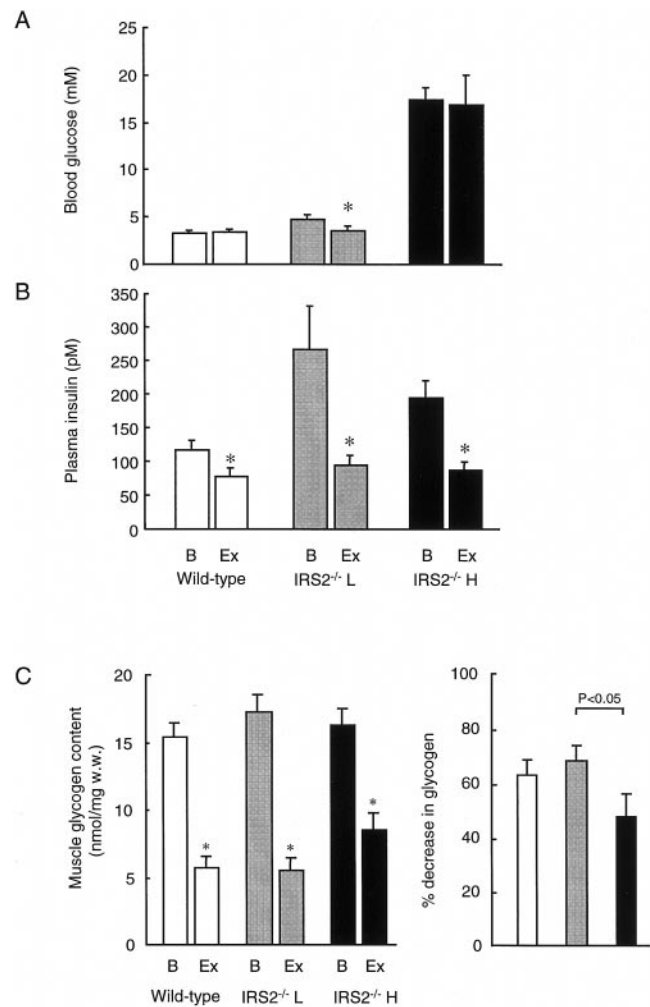 A
Blood glucose (mM)
25
20
15
10
5
0
*
B
Plasma insulin (pM)
350
300
250
200
150
100
50
0
* * *
B Ex B Ex B Ex
Wild-type IRS2-/- L IRS2-/- H
C
Muscle glycogen content
(nmol/mg w.w.)
20
15
10
5
0
* * *
B Ex B Ex B Ex
Wild-type IRS2-/- L IRS2-/- H
% decrease in glycogen
100
80
60
40
60
0
P<0.05